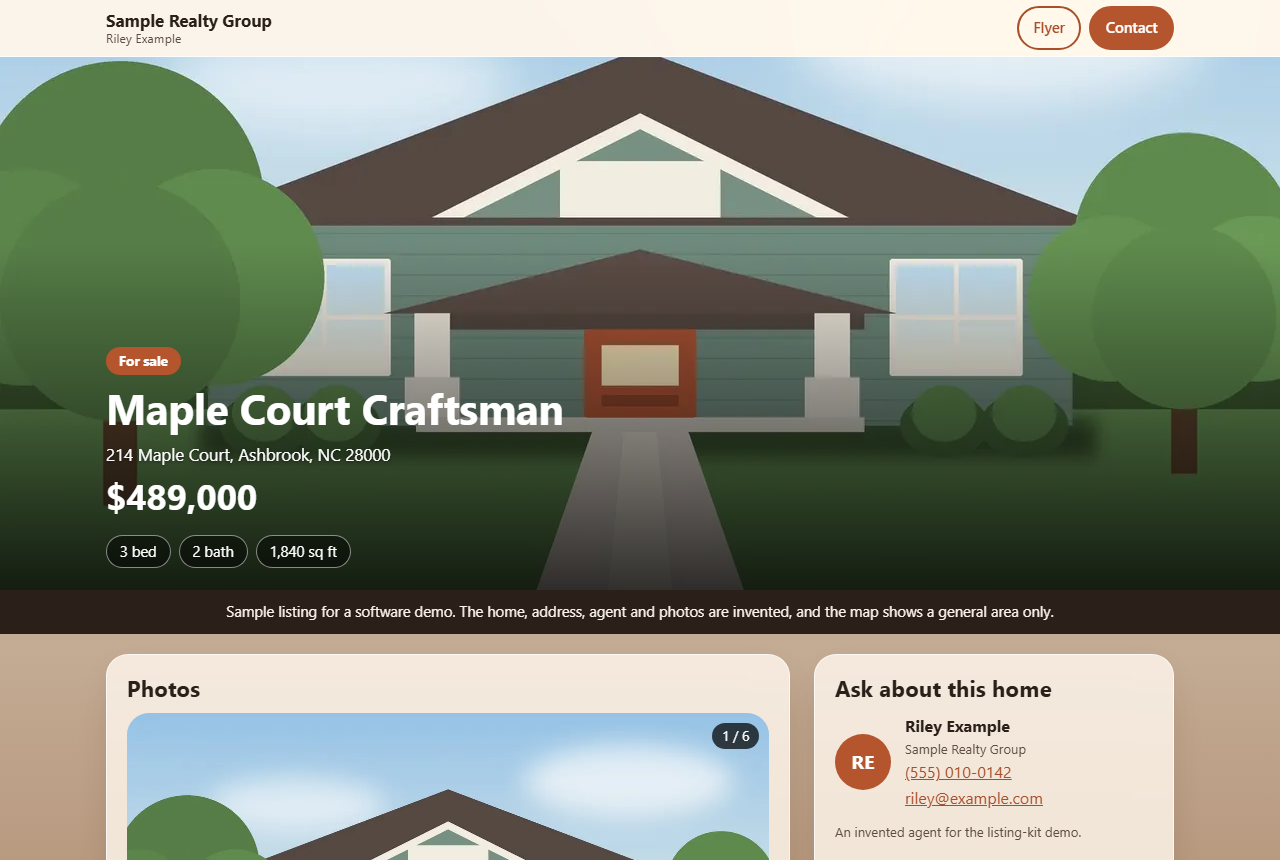 Sample Realty Group
Riley Example
Flyer
Contact
For sale
Maple Court Craftsman
214 Maple Court, Ashbrook, NC 28000
$489,000
3 bed
2 bath
1,840 sq ft
Sample listing for a software demo. The home, address, agent and photos are invented, and the map shows a general area only.
Photos
1 / 6
Ask about this home
RE
Riley Example
Sample Realty Group
(555) 010-0142
riley@example.com
An invented agent for the listing-kit demo.